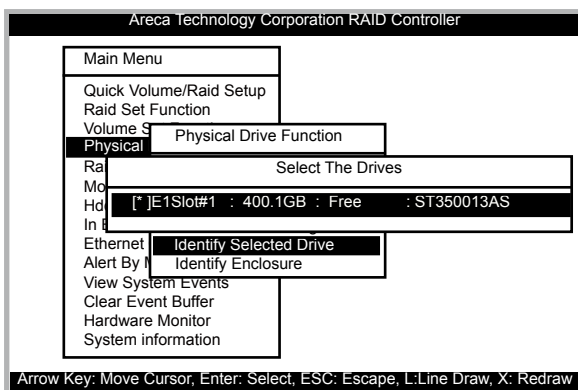 Areca Technology Corporation RAID Controller
Main Menu
Quick Volume/Raid Setup
Raid Set Function
Volume
Physical Drive Function
Physical
Select The Drives
[* ]E1Slot#1 : 400.1GB : Free : ST350013AS
In
Ethernet
Identify Selected Drive
Alert By
Identify Enclosure
View System Events
Clear Event Buffer
Hardware Monitor
System information
Arrow Key: Move Cursor, Enter: Select, ESC: Escape, L:Line Draw, X: Redraw